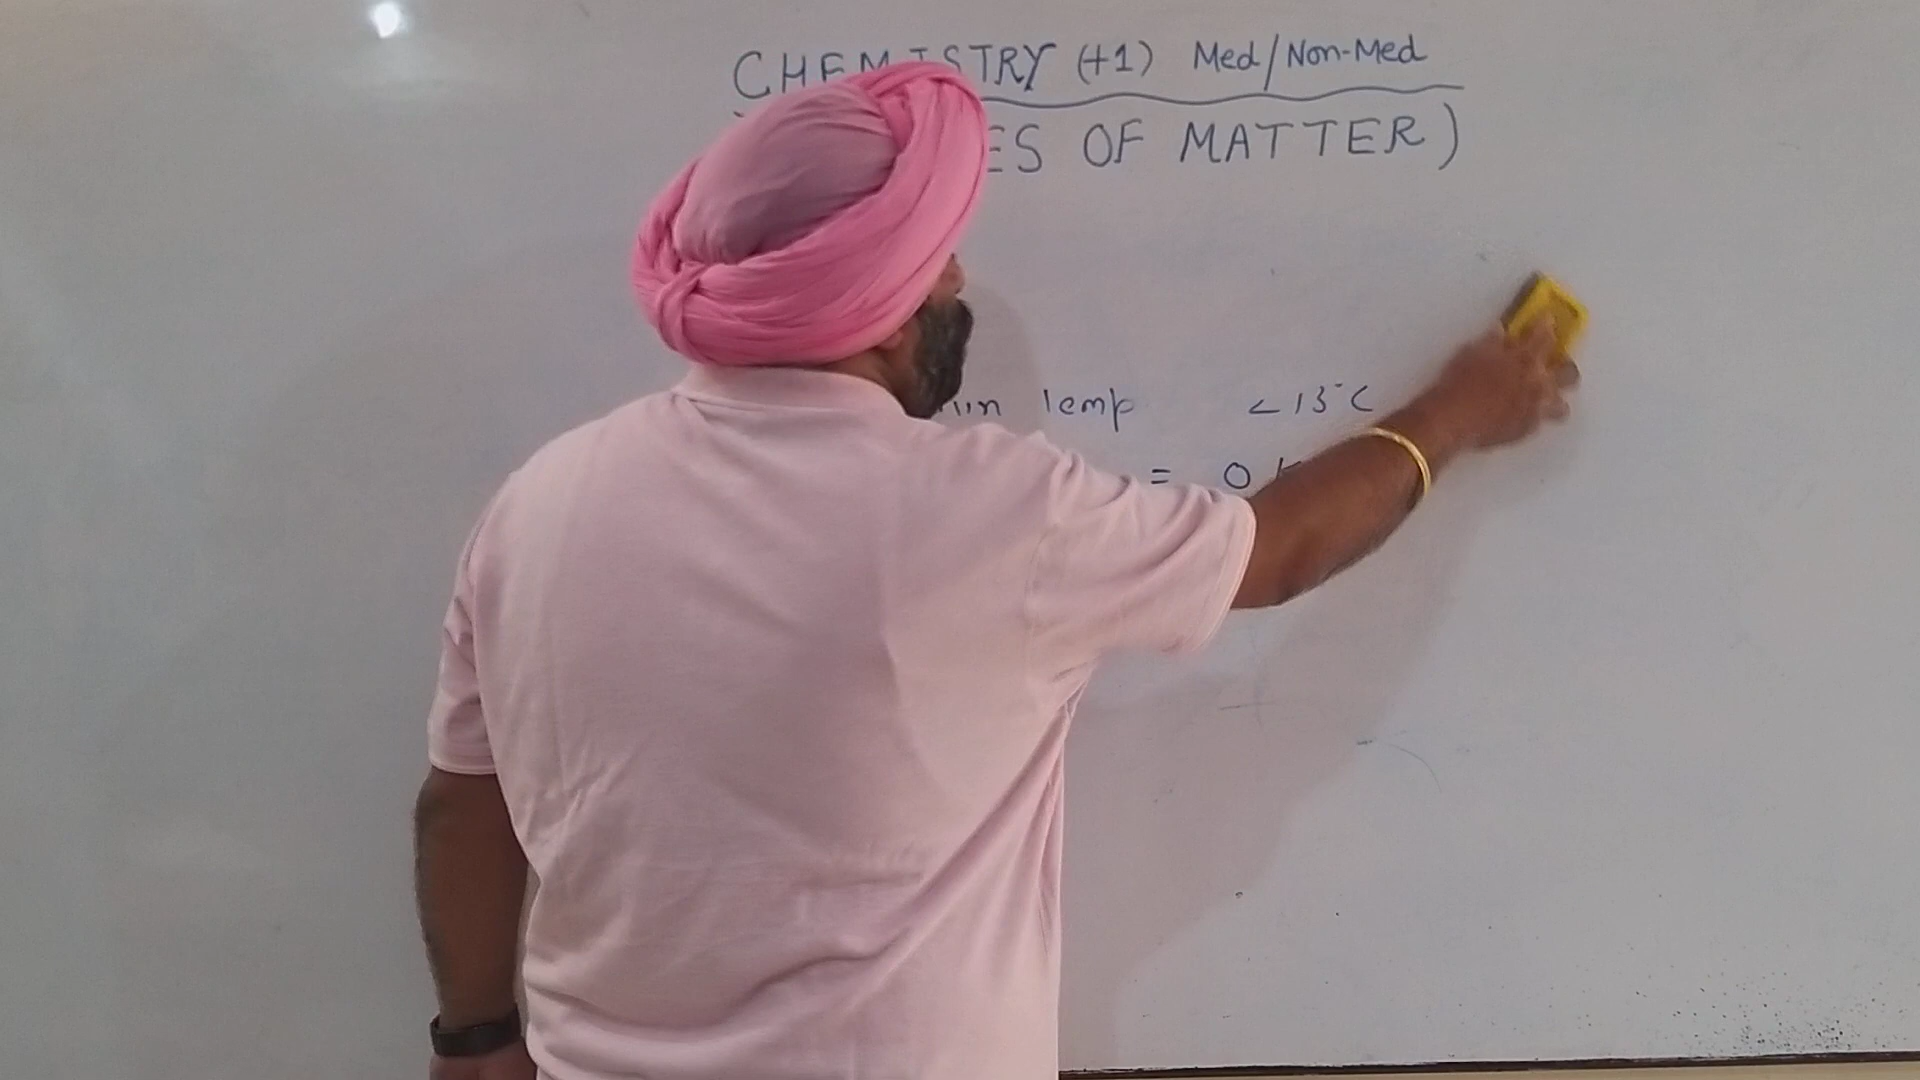 CHEMISTRY (+1) Med/Non-Med
ES OF MATTER)
Temp <13°C
= 0